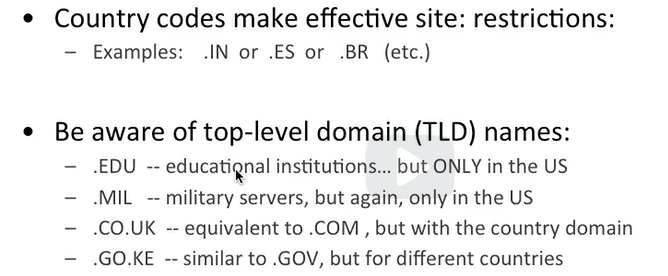 • Country codes make effective site: restrictions:
– Examples: .IN or .ES or .BR (etc.)
• Be aware of top-level domain (TLD) names:
– .EDU -- educational institutions... but ONLY in the US
– .MIL -- military servers, but again, only in the US
– .CO.UK -- equivalent to .COM , but with the country domain
– .GO.KE -- similar to .GOV, but for different countries